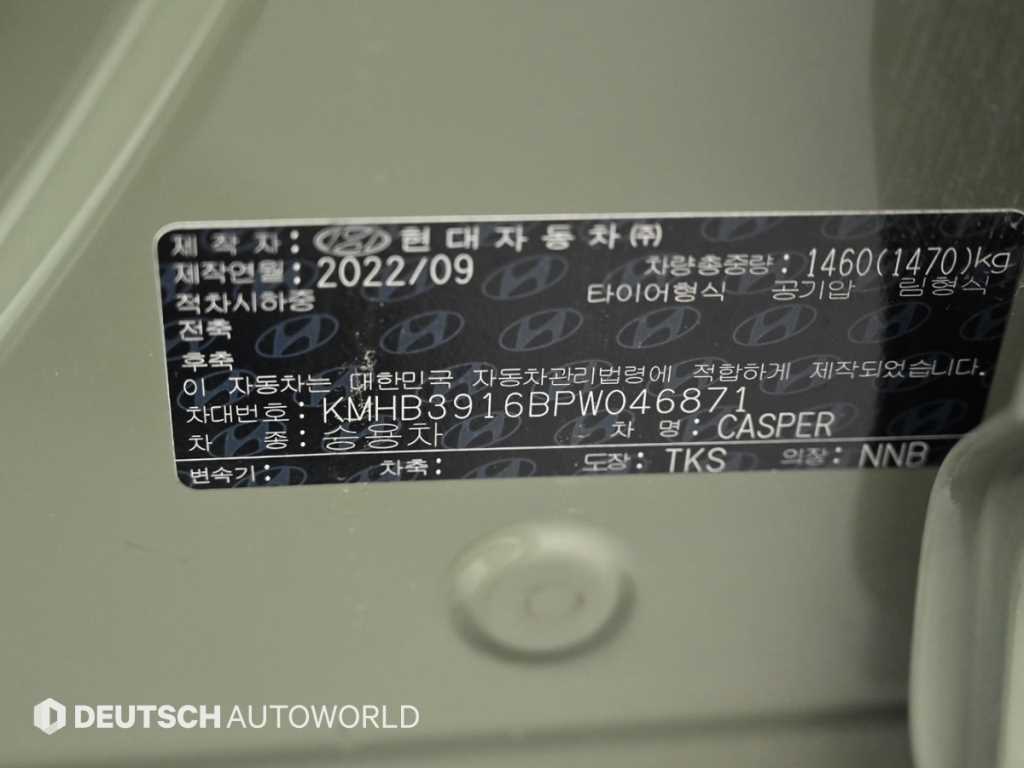 제 작 자 : 현대자동차㈜
제작연월 : 2022/09 차량총중량 : 1460(1470)kg
적차시하중 타이어형식 공기압 림형식
전축
후축
이 자동차는 대한민국 자동차관리법령에 적합하게 제작되었습니다.
차대번호 : KMHB3916BPW046871
차 종 : 승용차 차 명 : CASPER
변속기 : 차축 : 도장 : TKS 의장 : NNB
DEUTSCH AUTOWORLD